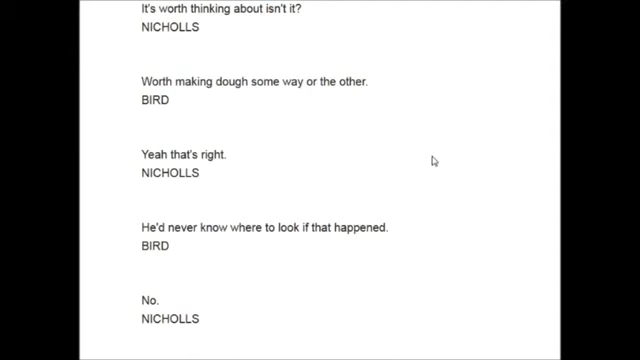 It's worth thinking about isn't it?
NICHOLLS
Worth making dough some way or the other.
BIRD
Yeah that's right.
NICHOLLS
He'd never know where to look if that happened.
BIRD
No.
NICHOLLS